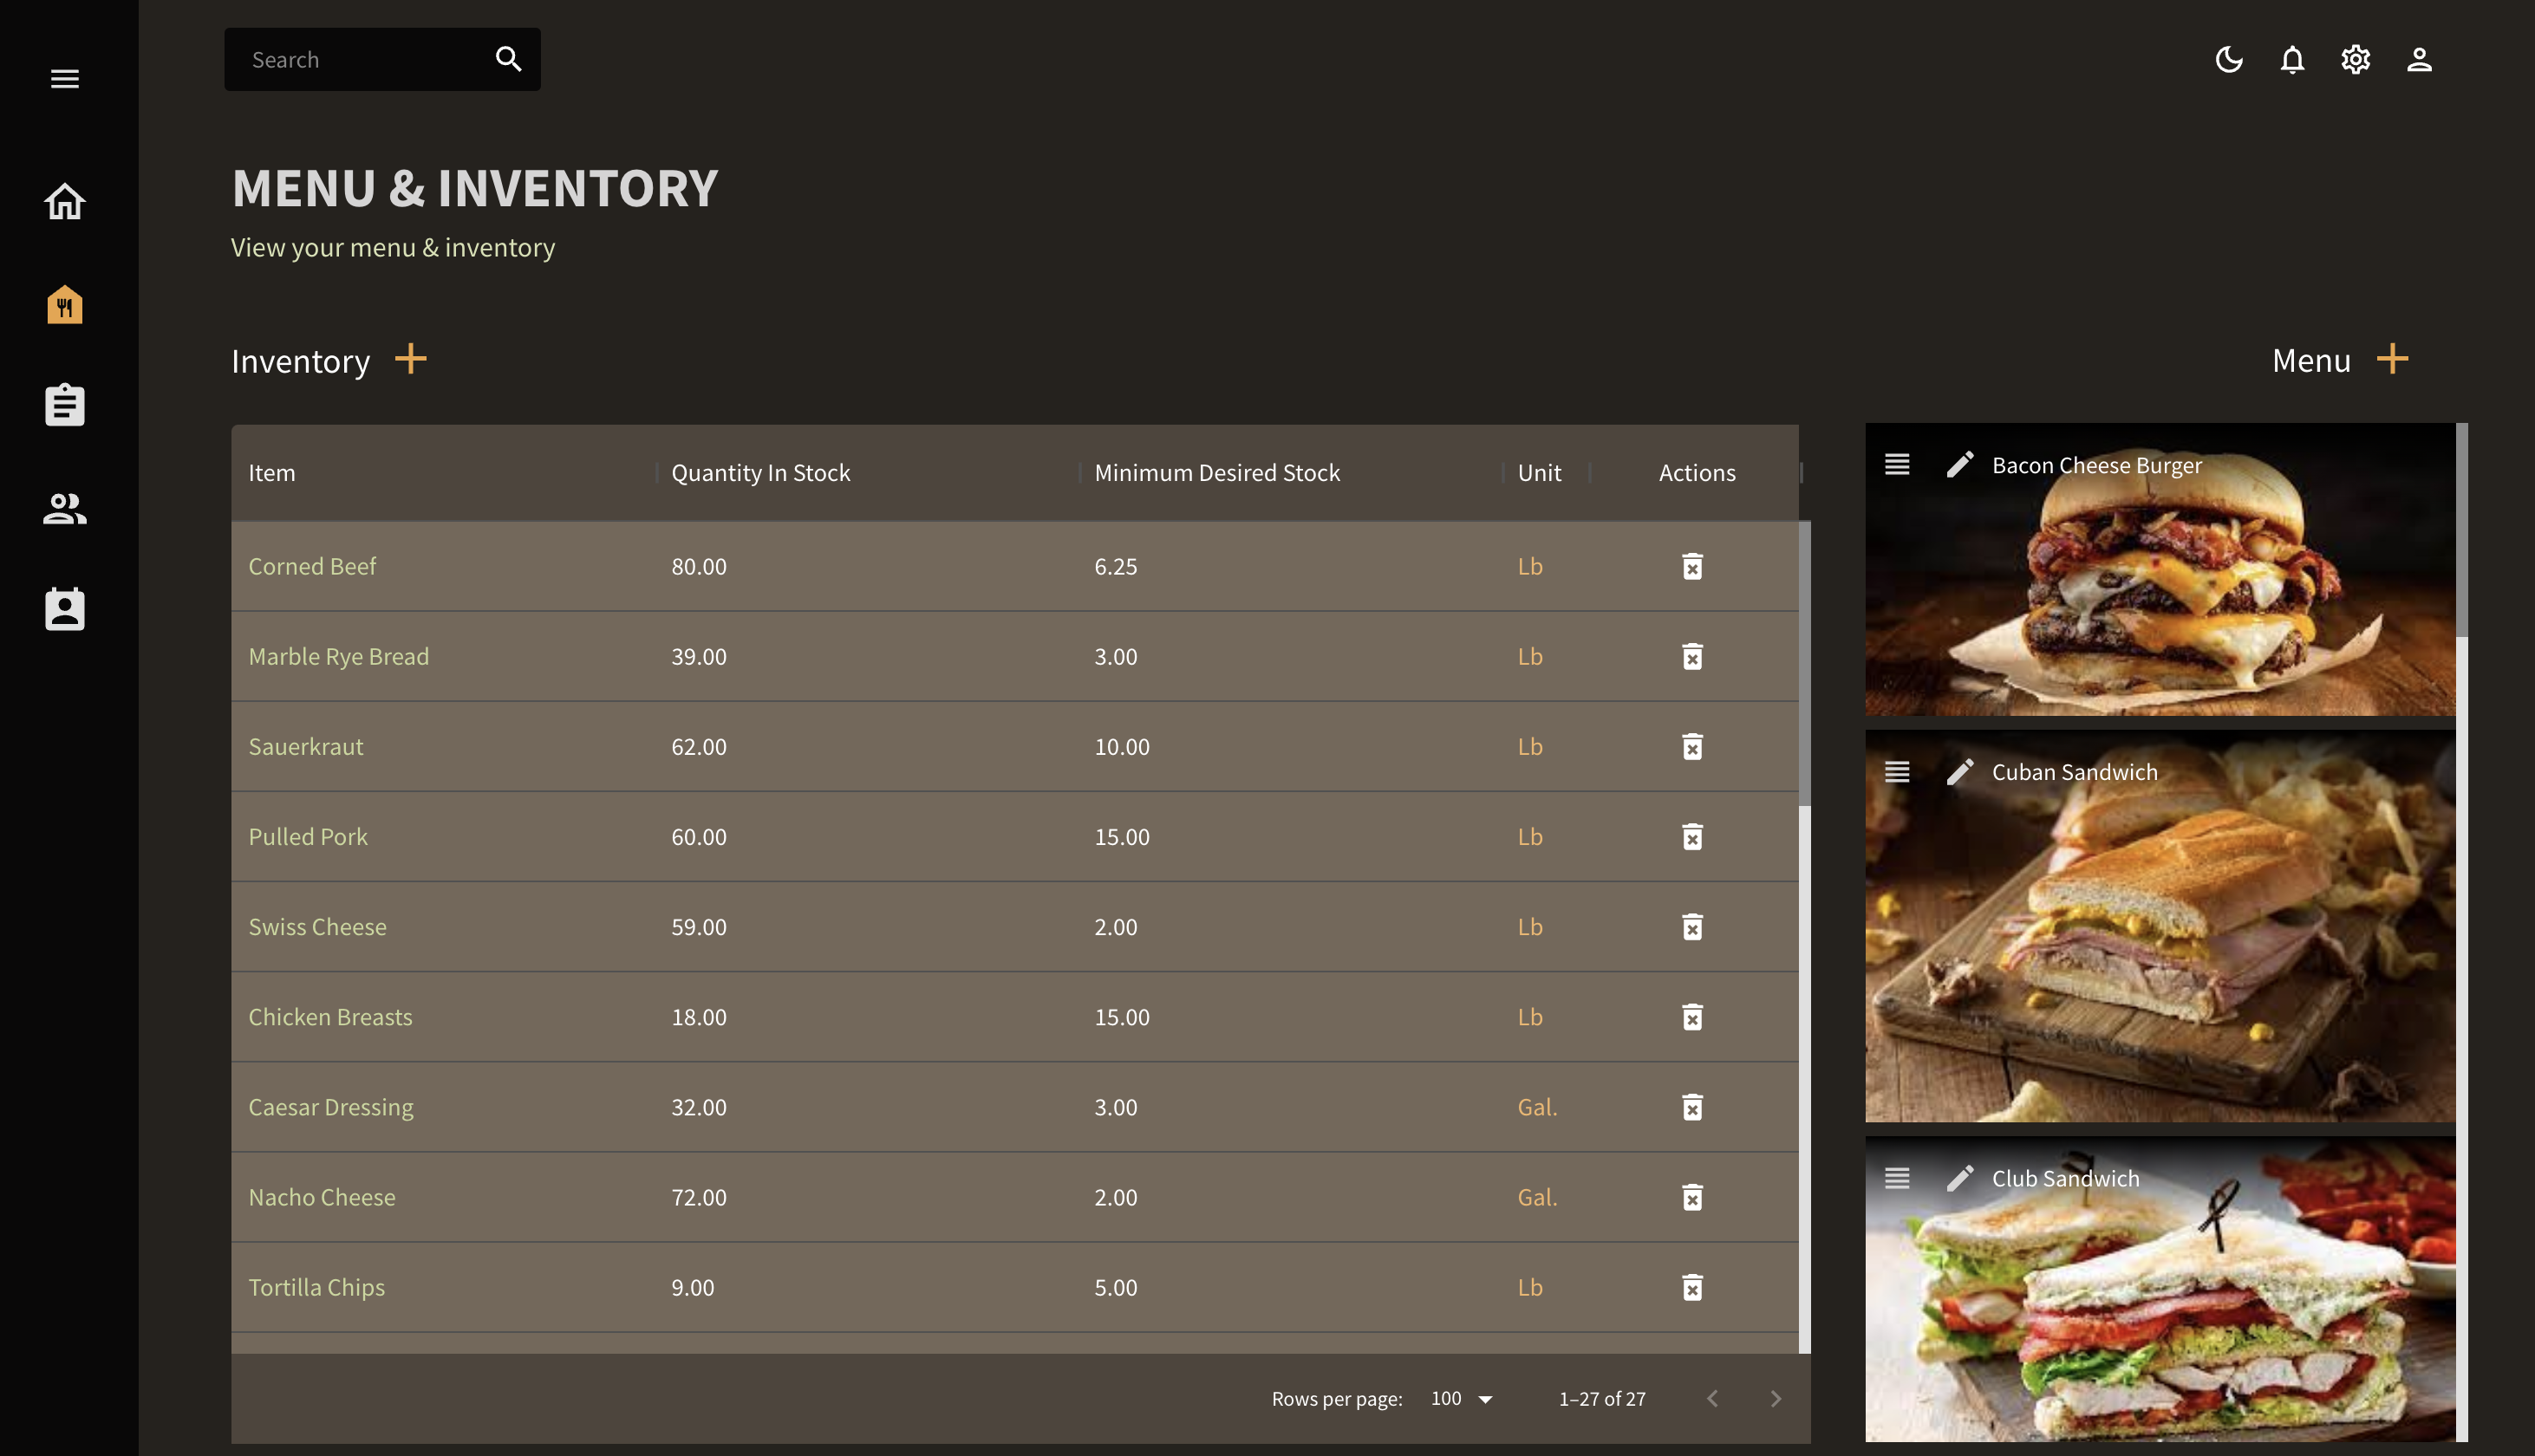 Search
MENU & INVENTORY
View your menu & inventory
Inventory
Menu
Item Quantity In Stock Minimum Desired Stock Unit Actions
Corned Beef 80.00 6.25 Lb
Marble Rye Bread 39.00 3.00 Lb
Sauerkraut 62.00 10.00 Lb
Pulled Pork 60.00 15.00 Lb
Swiss Cheese 59.00 2.00 Lb
Chicken Breasts 18.00 15.00 Lb
Caesar Dressing 32.00 3.00 Gal.
Nacho Cheese 72.00 2.00 Gal.
Tortilla Chips 9.00 5.00 Lb
Rows per page: 100 1–27 of 27
Bacon Cheese Burger
Cuban Sandwich
Club Sandwich